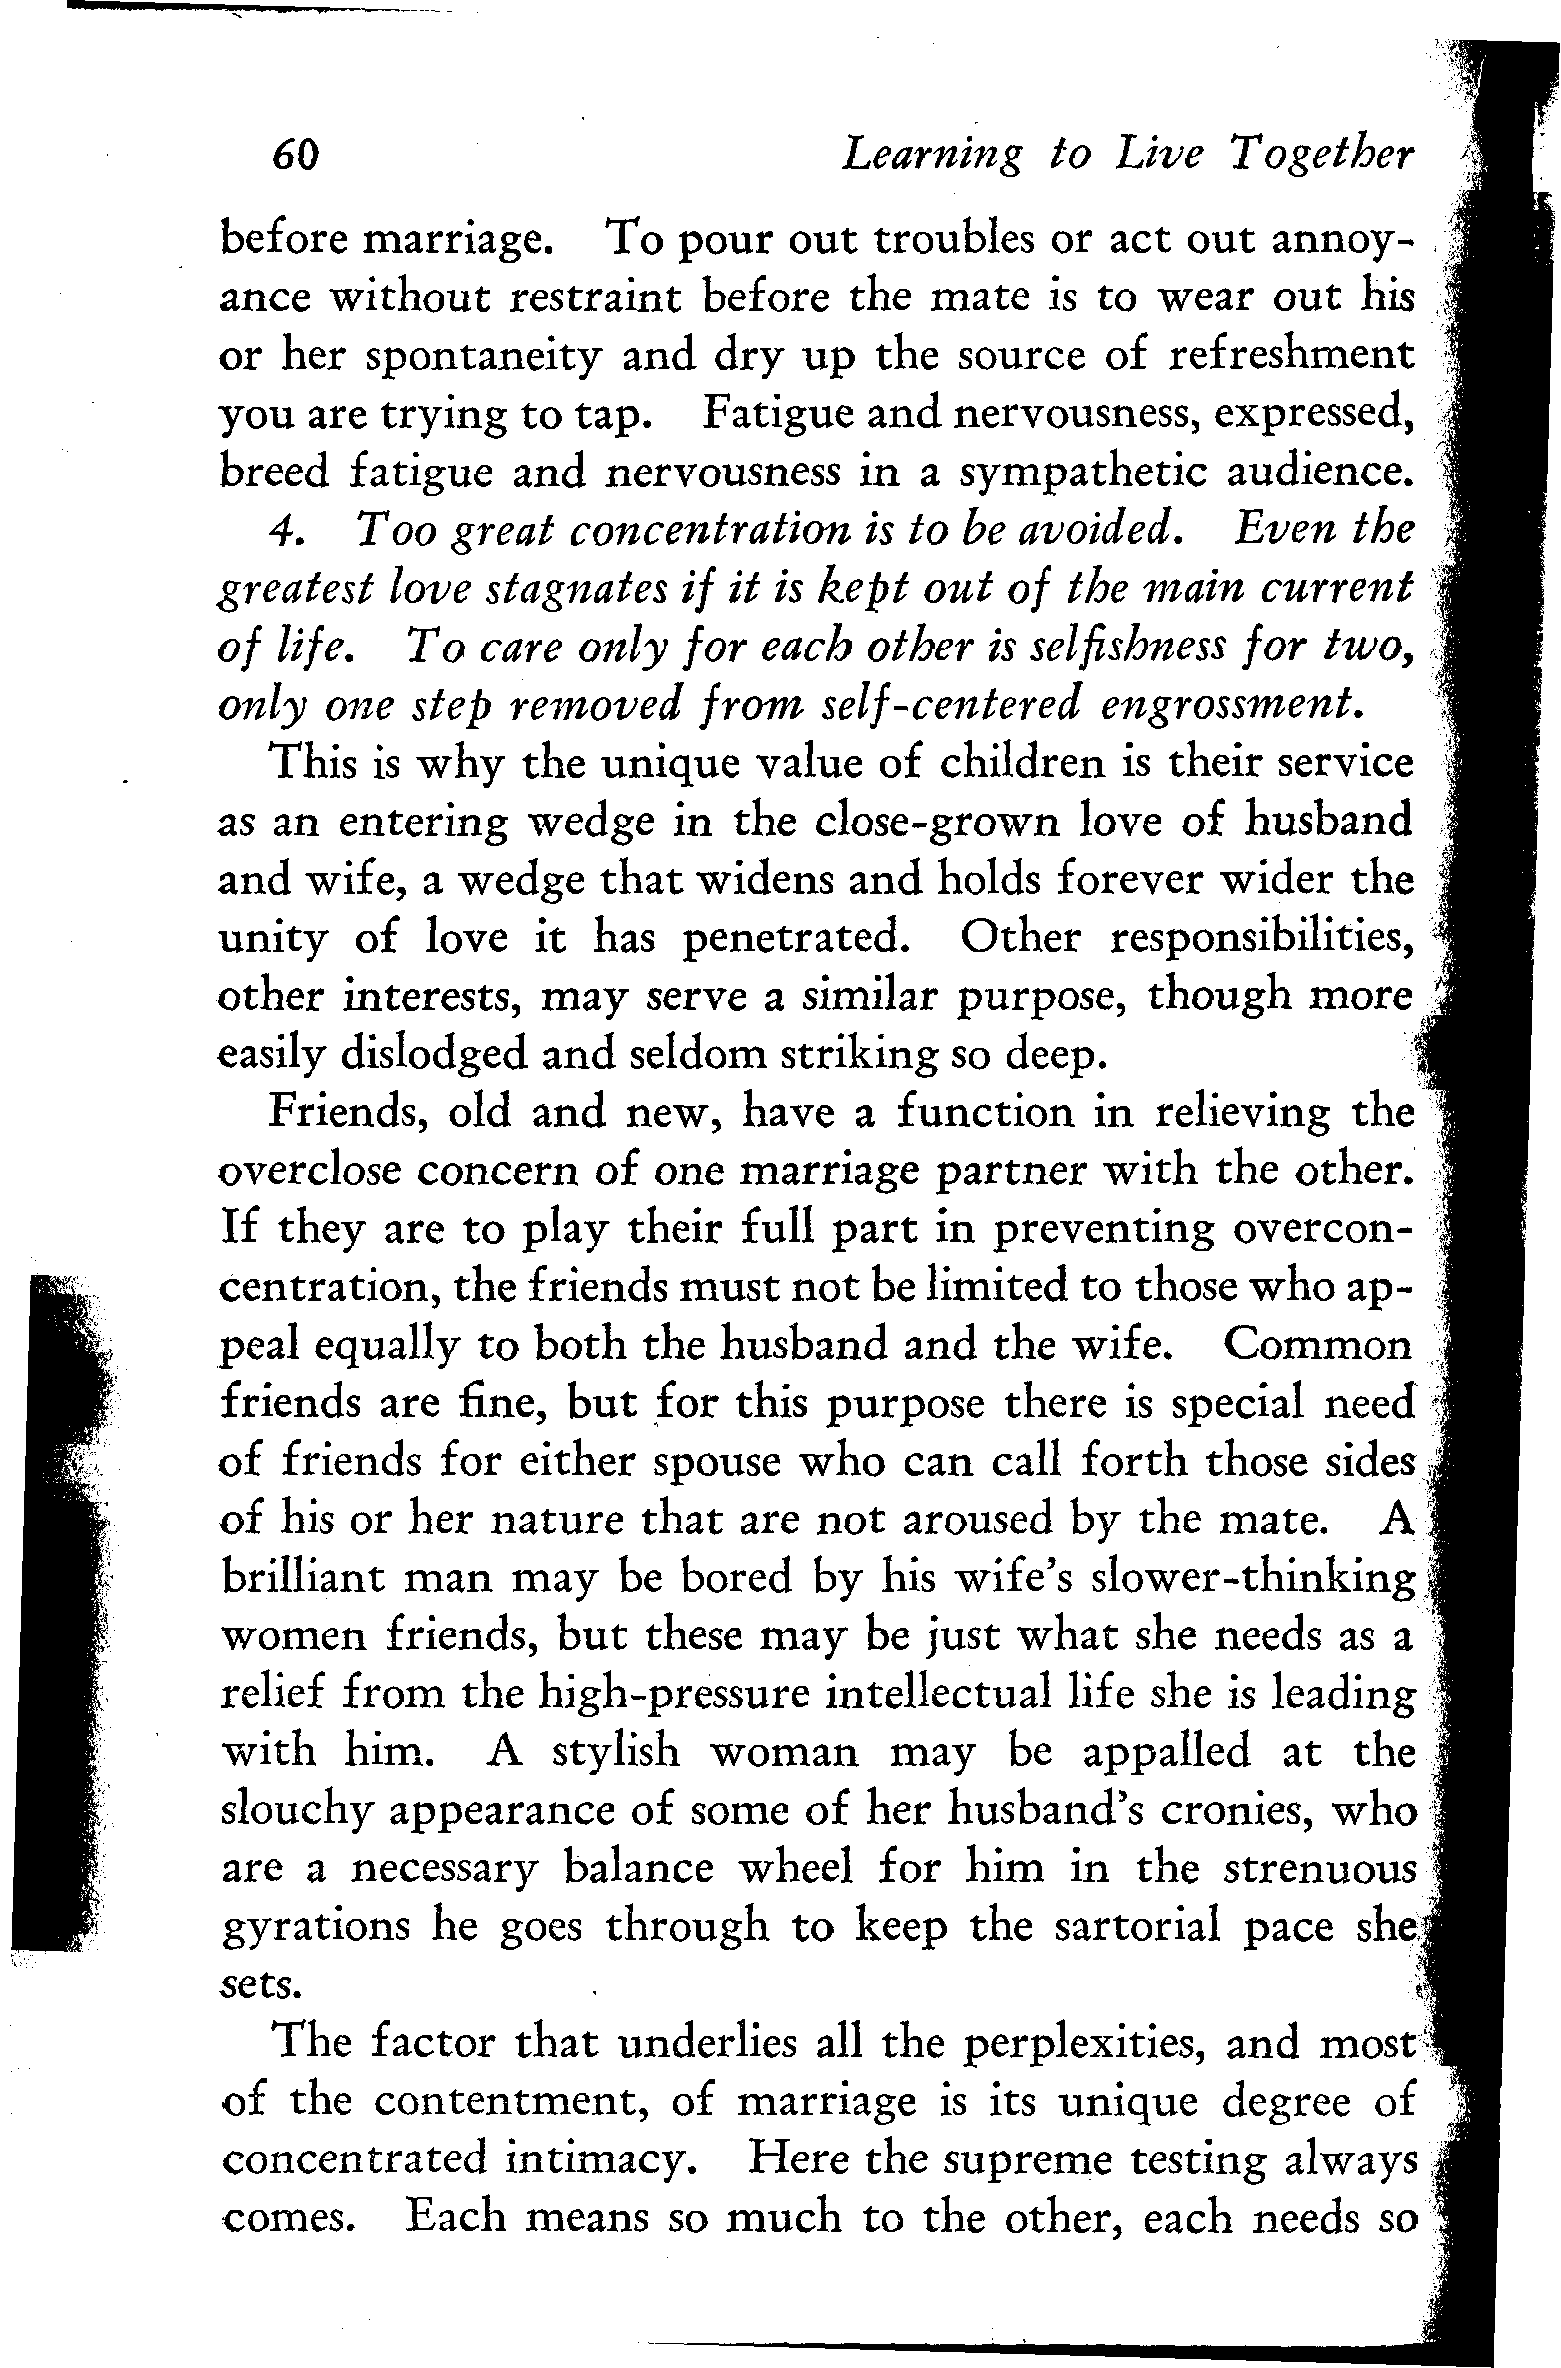 60 Learning to Live Together
before marriage. To pour out troubles or act out annoy-
ance without restraint before the mate is to wear out his
or her spontaneity and dry up the source of refreshment
you are trying to tap. Fatigue and nervousness, expressed,
breed fatigue and nervousness in a sympathetic audience.
4. Too great concentration is to be avoided. Even the
greatest love stagnates if it is kept out of the main current
of life. To care only for each other is selfishness for two,
only one step removed from self-centered engrossment.
This is why the unique value of children is their service
as an entering wedge in the close-grown love of husband
and wife, a wedge that widens and holds forever wider the
unity of love it has penetrated. Other responsibilities,
other interests, may serve a similar purpose, though more
easily dislodged and seldom striking so deep.
Friends, old and new, have a function in relieving the
overclose concern of one marriage partner with the other.
If they are to play their full part in preventing overcon-
centration, the friends must not be limited to those who ap-
peal equally to both the husband and the wife. Common
friends are fine, but for this purpose there is special need
of friends for either spouse who can call forth those sides
of his or her nature that are not aroused by the mate. A
brilliant man may be bored by his wife's slower-thinking
women friends, but these may be just what she needs as a
relief from the high-pressure intellectual life she is leading
with him. A stylish woman may be appalled at the
slouchy appearance of some of her husband's cronies, who
are a necessary balance wheel for him in the strenuous
gyrations he goes through to keep the sartorial pace she
sets.
The factor that underlies all the perplexities, and most
of the contentment, of marriage is its unique degree of
concentrated intimacy. Here the supreme testing always
comes. Each means so much to the other, each needs so